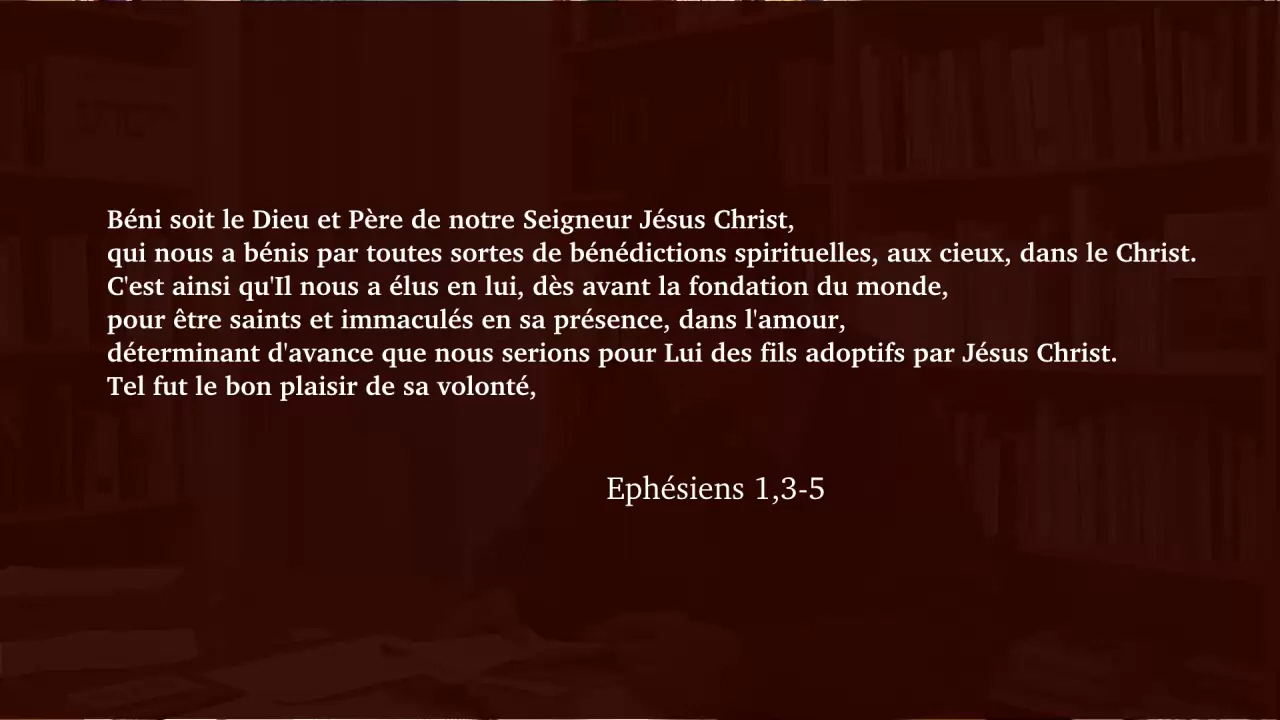 Béni soit le Dieu et Père de notre Seigneur Jésus Christ,
qui nous a bénis par toutes sortes de bénédictions spirituelles, aux cieux, dans le Christ.
C'est ainsi qu'Il nous a élus en lui, dès avant la fondation du monde,
pour être saints et immaculés en sa présence, dans l'amour,
déterminant d'avance que nous serions pour Lui des fils adoptifs par Jésus Christ.
Tel fut le bon plaisir de sa volonté,
Ephésiens 1,3-5